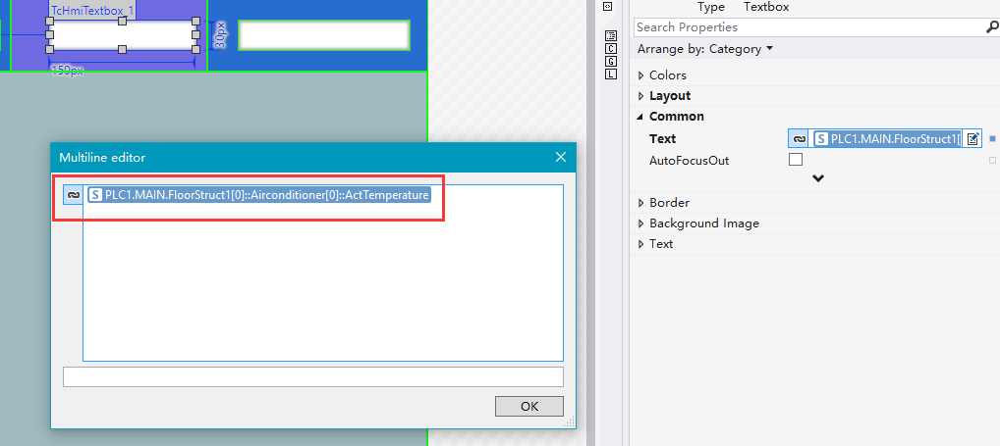 TcHmiTextbox_1
30px
150px
Multiline editor
S PLC1.MAIN.FloorStruct1[0]::Airconditioner[0]::ActTemperature
OK
C
G
L
Type Textbox
Search Properties
Arrange by: Category
Colors
Layout
Common
Text S PLC1.MAIN.FloorStruct1[
AutoFocusOut
Border
Background Image
Text